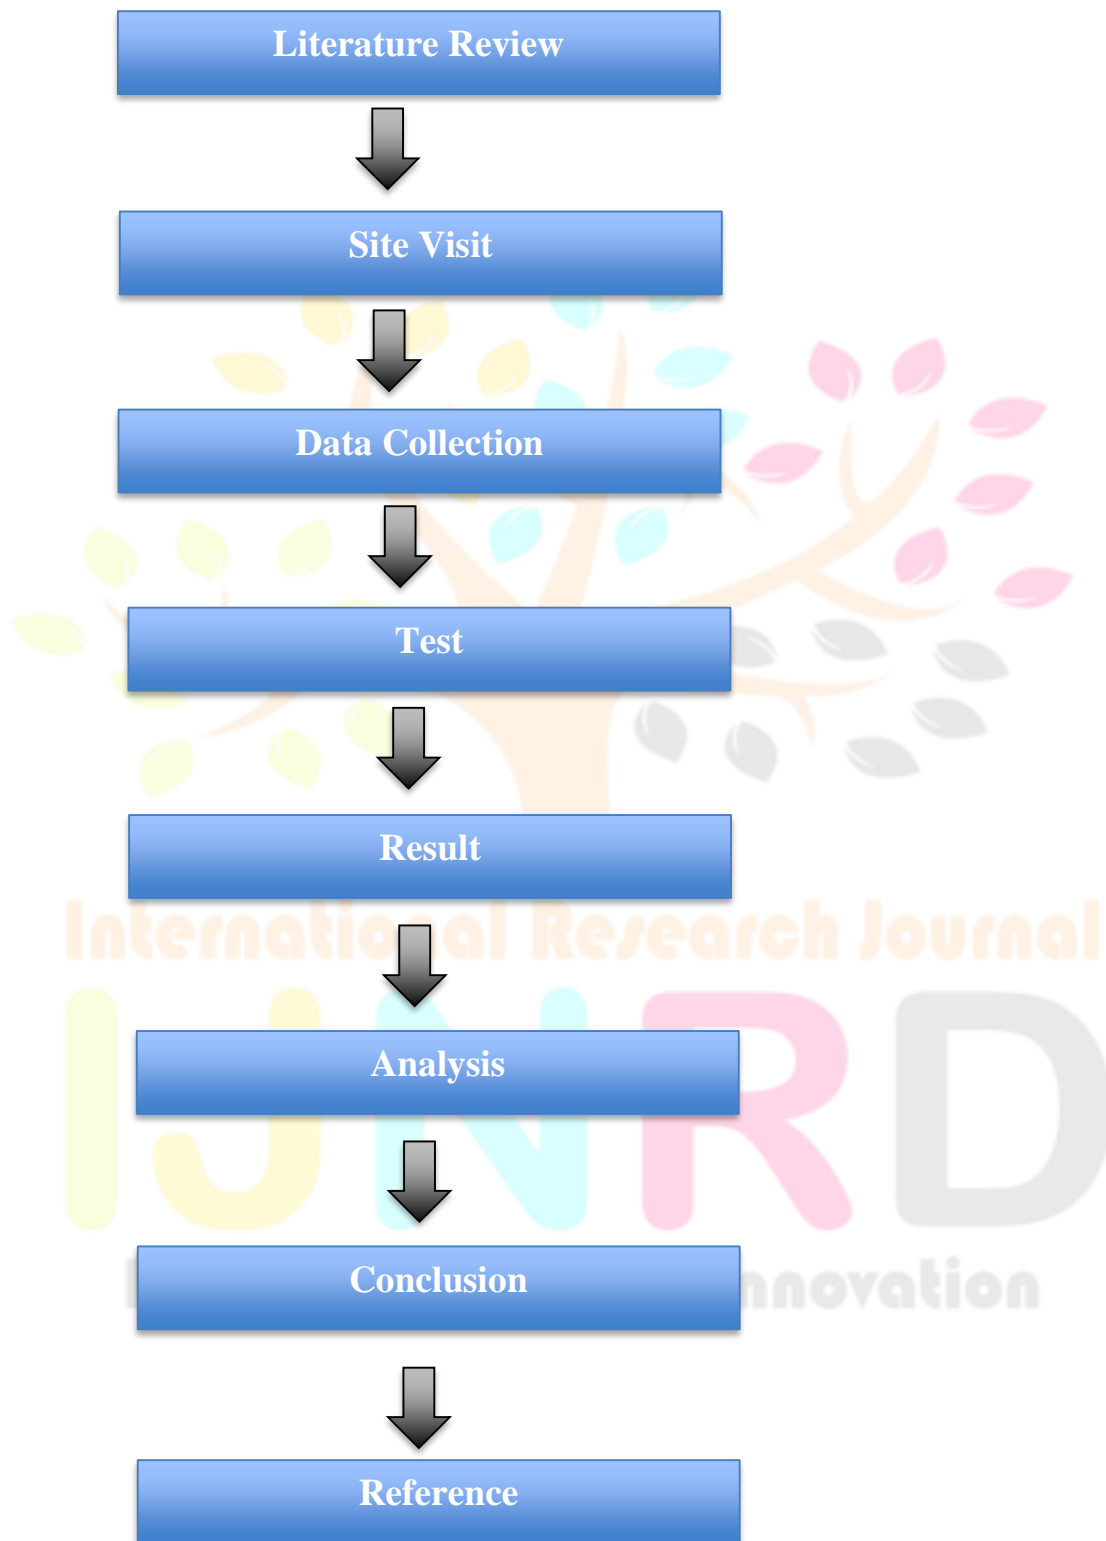 Literature Review
Site Visit
Data Collection
Test
Result
International Research Journal
IJNRD
Analysis
Conclusion
nnovation
Reference